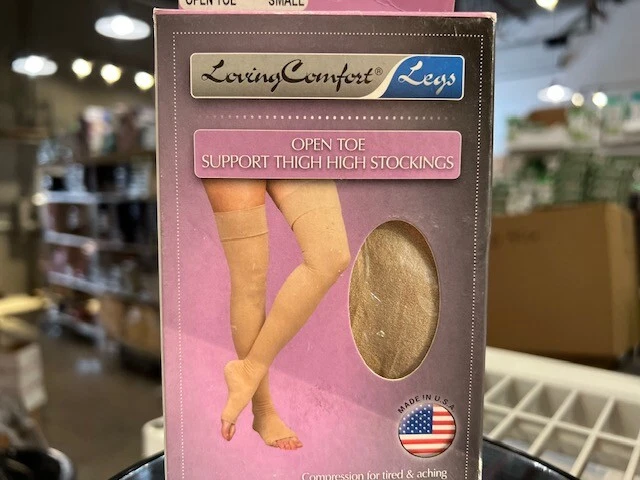 OPEN TOE SMALL
LovingComfort® Legs
OPEN TOE
SUPPORT THIGH HIGH STOCKINGS
MADE IN U.S.A
Compression for tired & aching